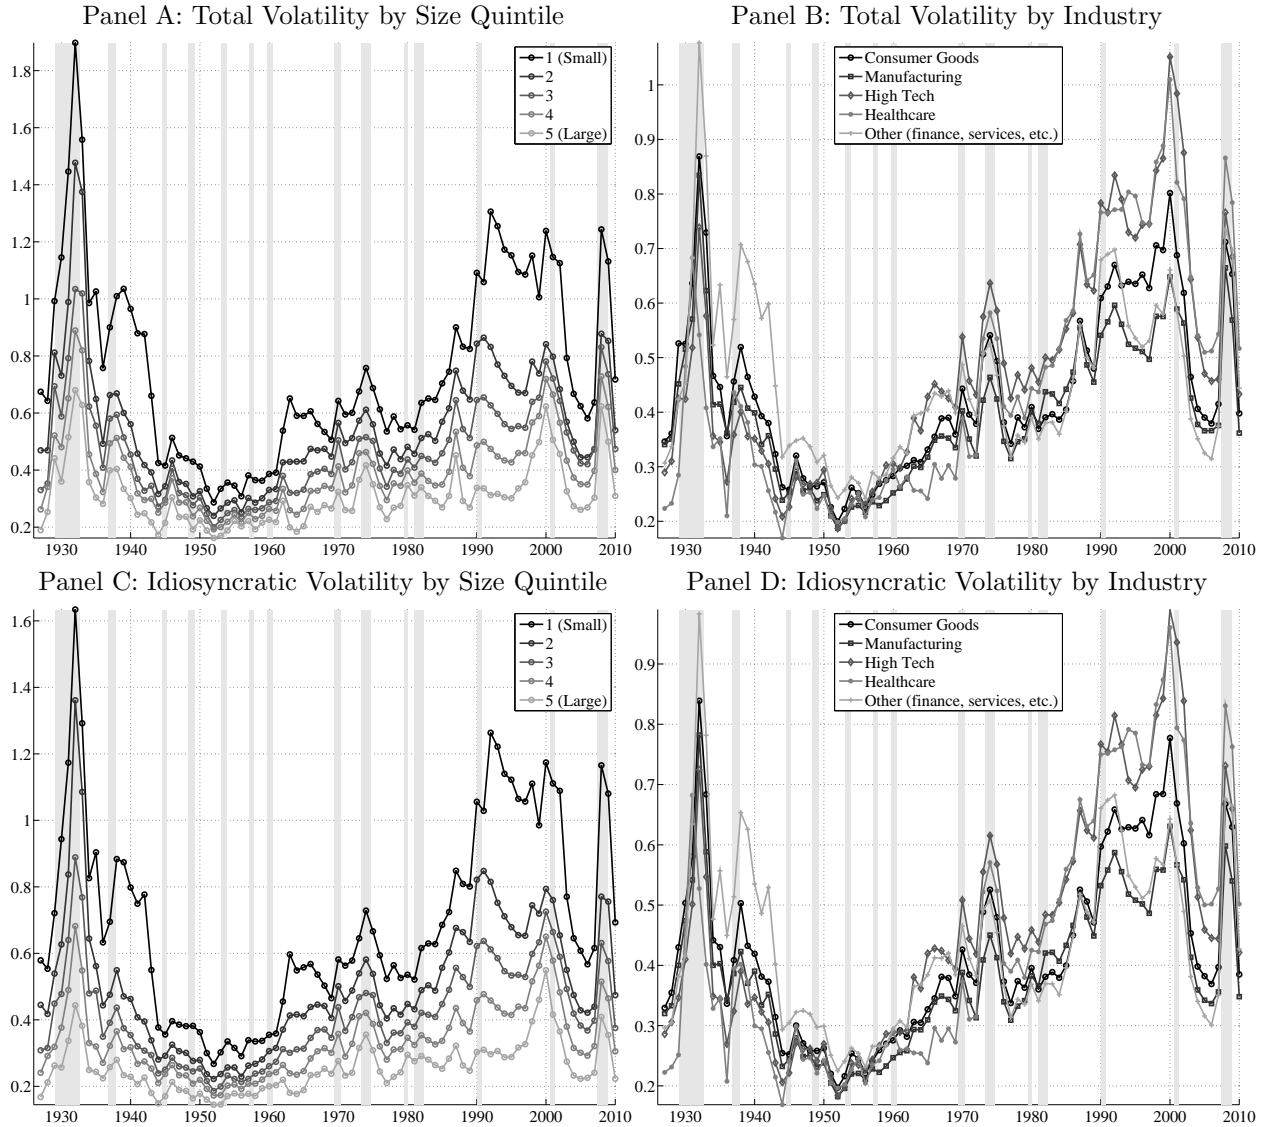 Panel A: Total Volatility by Size Quintile
1.8
1.6
1.4
1.2
1
0.8
0.6
0.4
0.2
1 (Small)
2
3
4
5 (Large)
1930 1940 1950 1960 1970 1980 1990 2000 2010
Panel B: Total Volatility by Industry
1
0.9
0.8
0.7
0.6
0.5
0.4
0.3
0.2
Consumer Goods
Manufacturing
High Tech
Healthcare
Other (finance, services, etc.)
1930 1940 1950 1960 1970 1980 1990 2000 2010
Panel C: Idiosyncratic Volatility by Size Quintile
1.6
1.4
1.2
1
0.8
0.6
0.4
0.2
1 (Small)
2
3
4
5 (Large)
1930 1940 1950 1960 1970 1980 1990 2000 2010
Panel D: Idiosyncratic Volatility by Industry
0.9
0.8
0.7
0.6
0.5
0.4
0.3
0.2
Consumer Goods
Manufacturing
High Tech
Healthcare
Other (finance, services, etc.)
1930 1940 1950 1960 1970 1980 1990 2000 2010